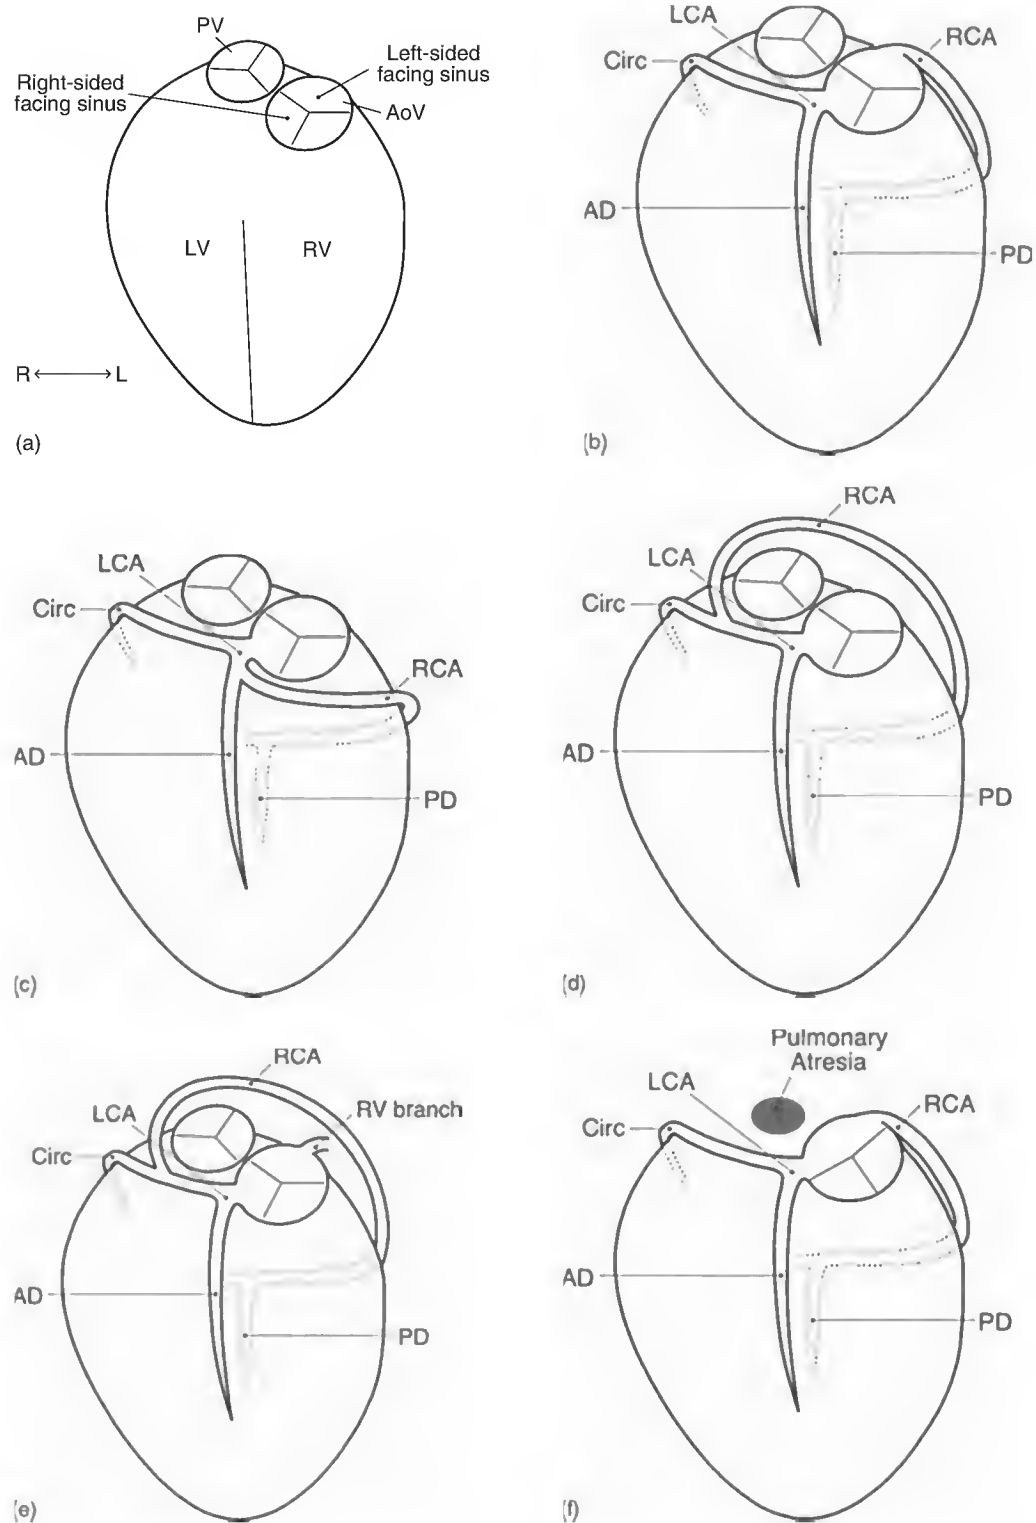 PV
Left-sided
facing sinus
Right-sided
facing sinus
AoV
LV
RV
R
L
(a)
LCA
RCA
Circ
AD
PD
(b)
RCA
LCA
Circ
RCA
AD
PD
(c)
LCA
Circ
AD
PD
(d)
RCA
LCA
RV branch
Circ
AD
PD
(e)
Pulmonary
Atresia
LCA
RCA
Circ
AD
PD
(f)